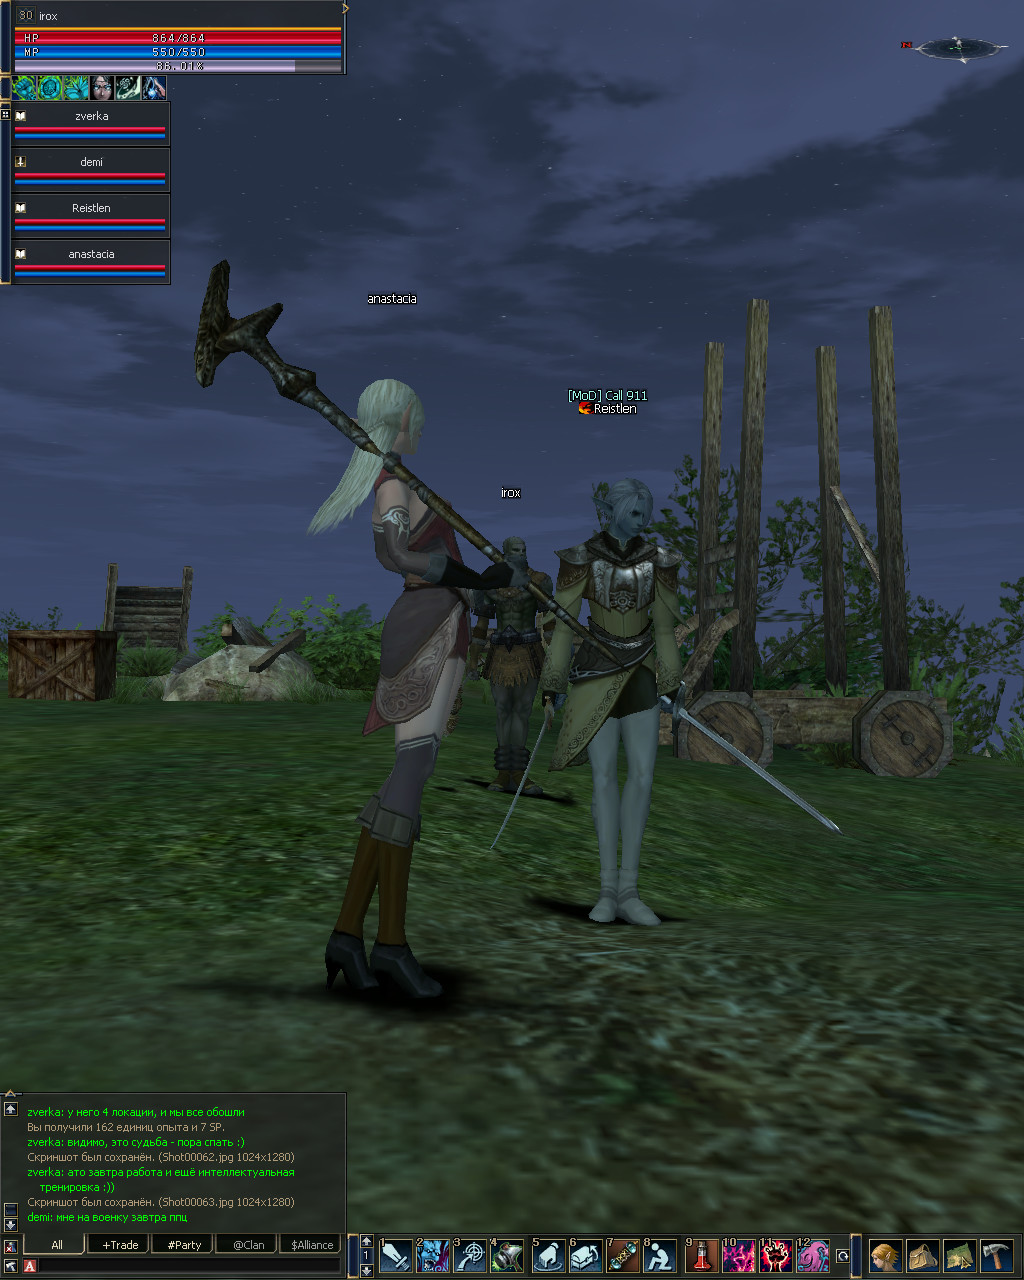 80 irox
HP 864/864
MP 550/550
86.01%
zverka
demi
Reistlen
anastacia
anastacia
[MoD] Call 911
Reistlen
irox
zverka: у него 4 локации, и мы все обошли
Вы получили 162 единиц опыта и 7 SP.
zverka: видимо, это судьба - пора спать :)
Скриншот был сохранён. (Shot00062.jpg 1024x1280)
zverka: ато завтра работа и ещё интеллектуальная
тренировка :))
Скриншот был сохранён. (Shot00063.jpg 1024x1280)
demi: мне на военку завтра ппц
All +Trade #Party @Clan $Alliance
A
1 1 2 3 4 5 6 7 8 9 10 11 12